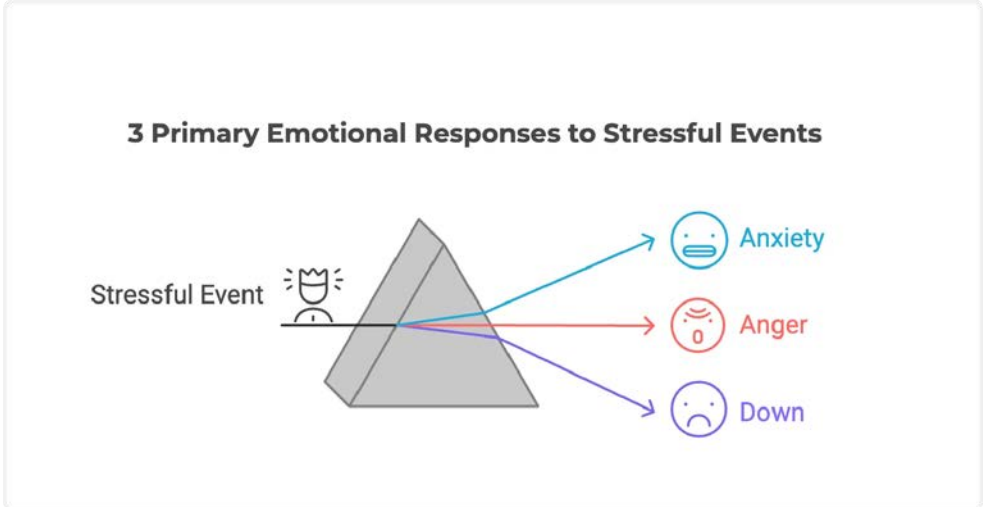 3 Primary Emotional Responses to Stressful Events
Stressful Event
Anxiety
Anger
Down